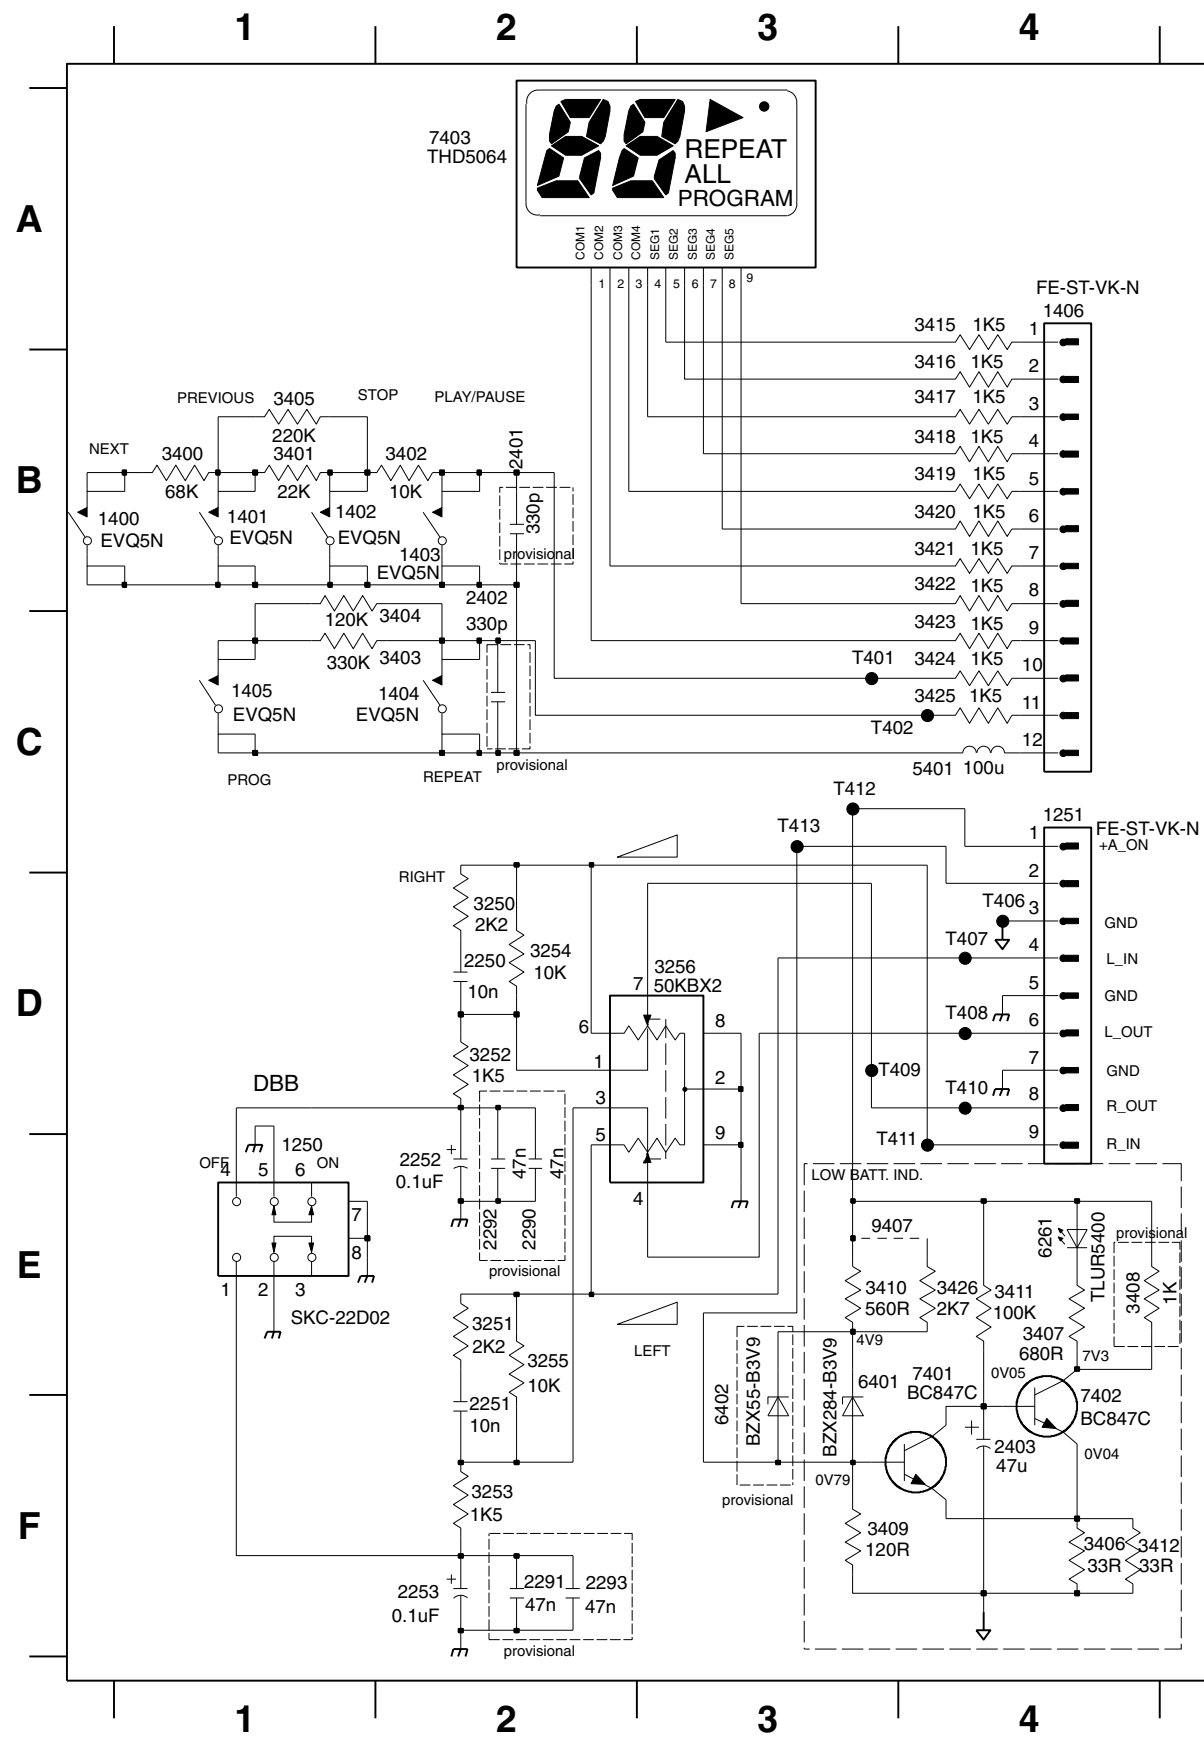 1 2 3 4
7403
THD5064
REPEAT
ALL
PROGRAM
COM1 COM2 COM3 COM4 SEG1 SEG2 SEG3 SEG4 SEG5
1 2 3 4 5 6 7 8 9
A
FE-ST-VK-N
1406
3415 1K5 1
3416 1K5 2
3417 1K5 3
3418 1K5 4
3419 1K5 5
3420 1K5 6
3421 1K5 7
3422 1K5 8
3423 1K5 9
T401 3424 1K5 10
3425 1K5 11
T402
12
5401 100u
PREVIOUS 3405 STOP PLAY/PAUSE
220K
NEXT
3400 3401 3402 2401
68K 22K 10K
B
1400 EVQ5N
1401 EVQ5N
1402 EVQ5N
1403 EVQ5N
330p
provisional
2402
120K 3404
330p
330K 3403
1405 EVQ5N
1404 EVQ5N
C
provisional
PROG REPEAT
T412
T413
1251
FE-ST-VK-N
1 +A_ON
2
T406 3 GND
T407 4 L_IN
5 GND
T408 6 L_OUT
7 GND
T409
T410 8 R_OUT
T411 9 R_IN
RIGHT
3250
2K2
3254
10K
2250
10n
3256
50KBX2
7
6 8
1
2
3
5 9
4
D
3252
1K5
DBB
1250
OFF 4 5 6 ON
7
8
1 2 3
SKC-22D02
2252
0.1uF
47n 47n
2292 2290
provisional
E
LOW BATT. IND.
9407
6261
TLUR5400
provisional
3408
1K
3410
560R
3426
2K7
3411
100K
3407
680R
4V9
7V3
0V05
3251
2K2
3255
10K
LEFT
2251
10n
6402
BZX55-B3V9
BZX284-B3V9
6401
7401
BC847C
7402
BC847C
2403
47u
0V04
0V79
provisional
F
3253
1K5
3409
120R
3406
33R
3412
33R
2253
0.1uF
2291
47n
2293
47n
provisional
1 2 3 4